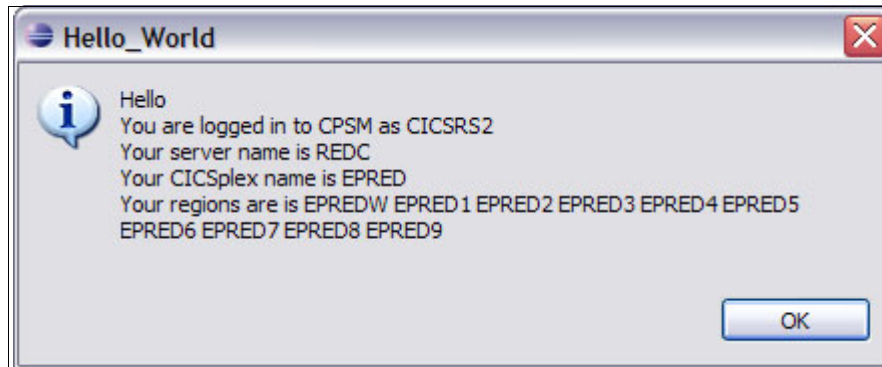 Hello_World
Hello
You are logged in to CPSM as CICSRS2
Your server name is REDC
Your CICSplex name is EPRED
Your regions are is EPREDW EPRED1 EPRED2 EPRED3 EPRED4 EPRED5
EPRED6 EPRED7 EPRED8 EPRED9
OK